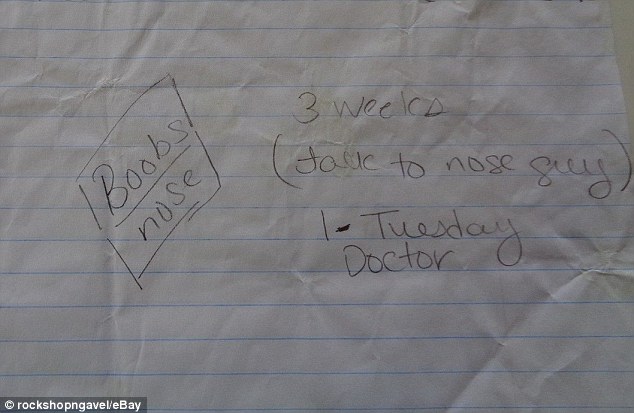 Boobs
nose
3 weeks
(talk to nose guy)
1- Tuesday
Doctor
© rockshopngavel/eBay